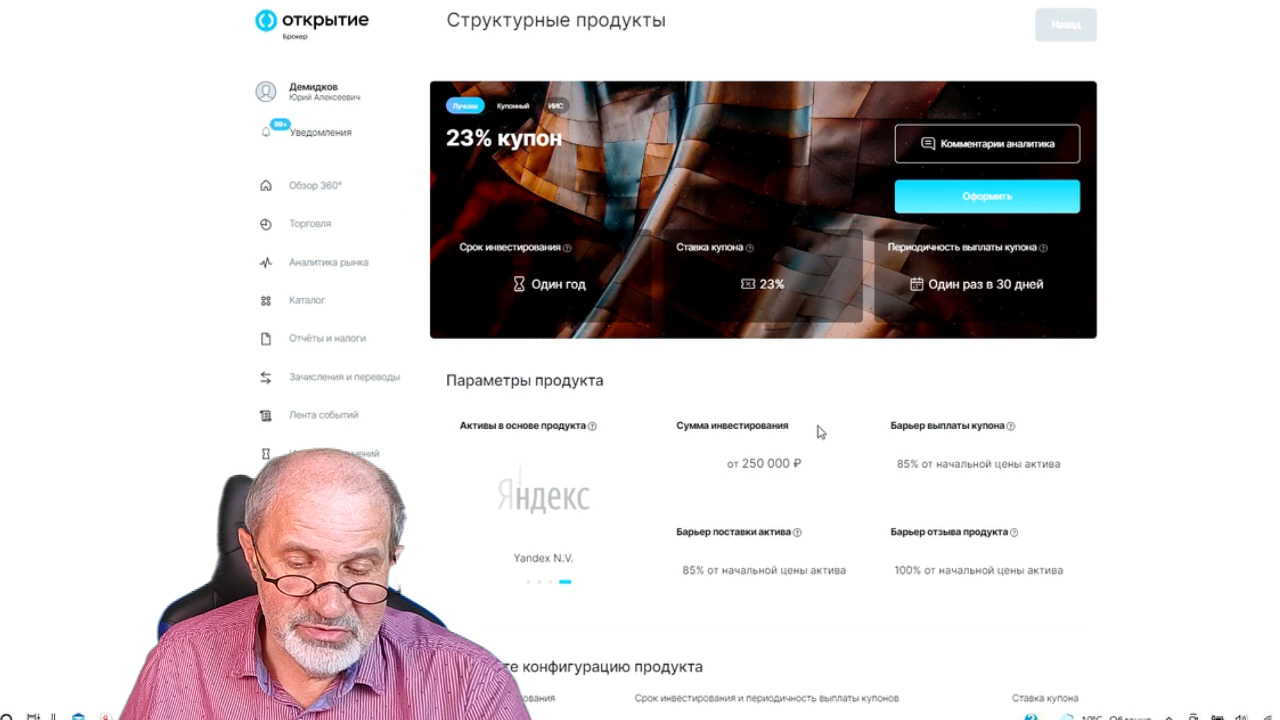 открытие
Брокер
Структурные продукты
Назад
Демидков
Юрий Алексеевич
99+
Уведомления
Обзор 360°
Торговля
Аналитика рынка
Каталог
Отчёты и налоги
Зачисления и переводы
Лента событий
Лучшее Купонный ИИС
23% купон
Комментарии аналитика
Оформить
Срок инвестирования
Один год
Ставка купона
23%
Периодичность выплаты купона
Один раз в 30 дней
Параметры продукта
Активы в основе продукта
Яндекс
Yandex N.V.
Сумма инвестирования
от 250 000 ₽
Барьер выплаты купона
85% от начальной цены актива
Барьер поставки актива
85% от начальной цены актива
Барьер отзыва продукта
100% от начальной цены актива
конфигурацию продукта
Срок инвестирования и периодичность выплаты купонов
Ставка купона